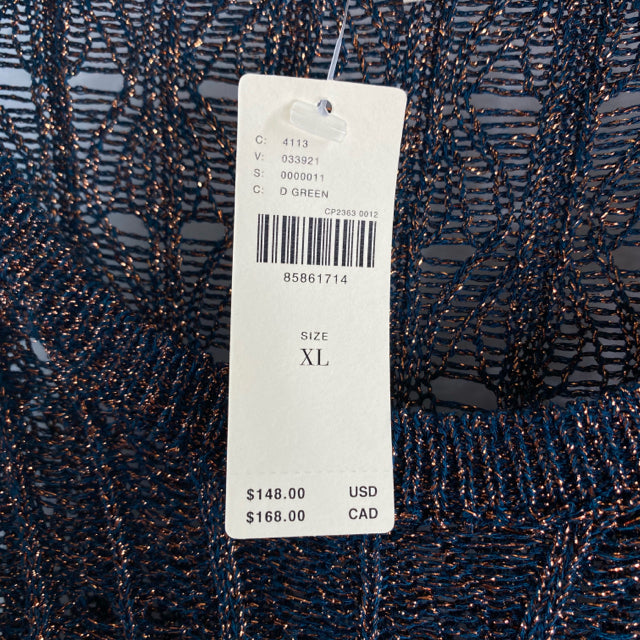 C: 4113
V: 033921
S: 0000011
C: D GREEN
CP2363 0012
85861714
SIZE
XL
$148.00 USD
$168.00 CAD